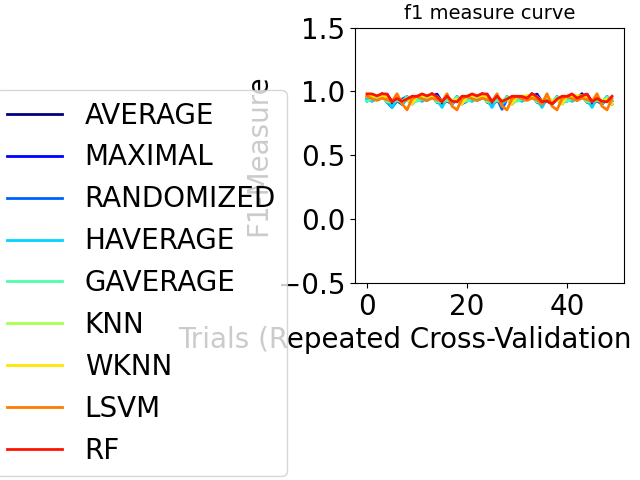 f1 measure curve
1.5
1.0
0.5
0.0
−0.5
0 20 40
F1 Measure
Trials (Repeated Cross-Validation
AVERAGE
MAXIMAL
RANDOMIZED
HAVERAGE
GAVERAGE
KNN
WKNN
LSVM
RF